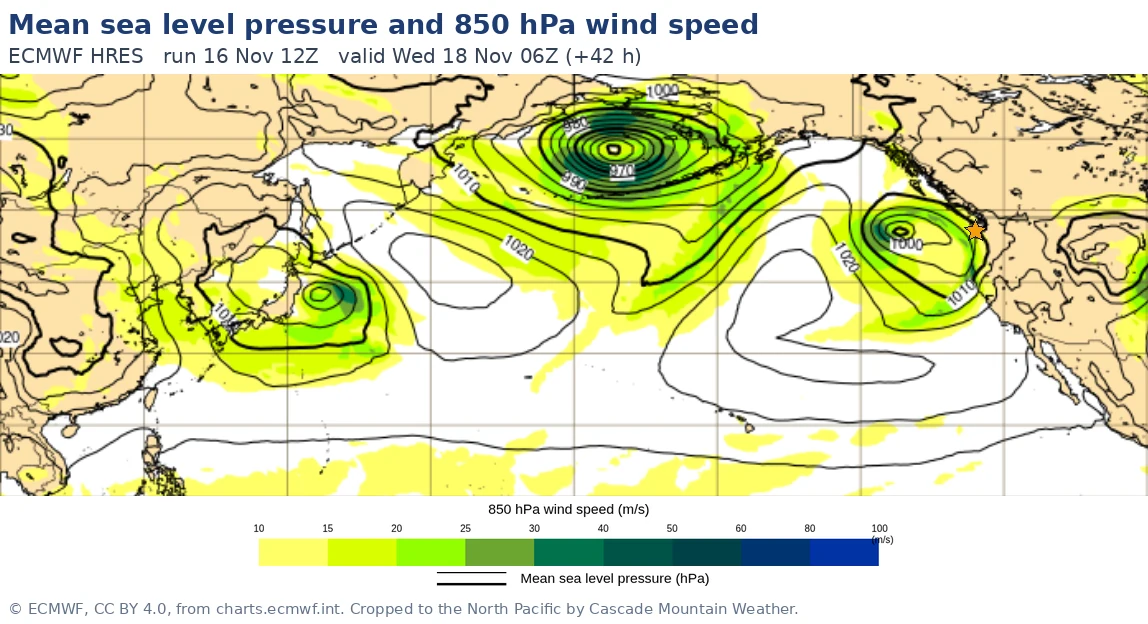 Mean sea level pressure and 850 hPa wind speed
ECMWF HRES run 16 Nov 12Z valid Wed 18 Nov 06Z (+42 h)
1000
980
30
970
990
1010
1020
1000
1020
1010
020
850 hPa wind speed (m/s)
10 15 20 25 30 40 50 60 80 100
(m/s)
Mean sea level pressure (hPa)
© ECMWF, CC BY 4.0, from charts.ecmwf.int. Cropped to the North Pacific by Cascade Mountain Weather.